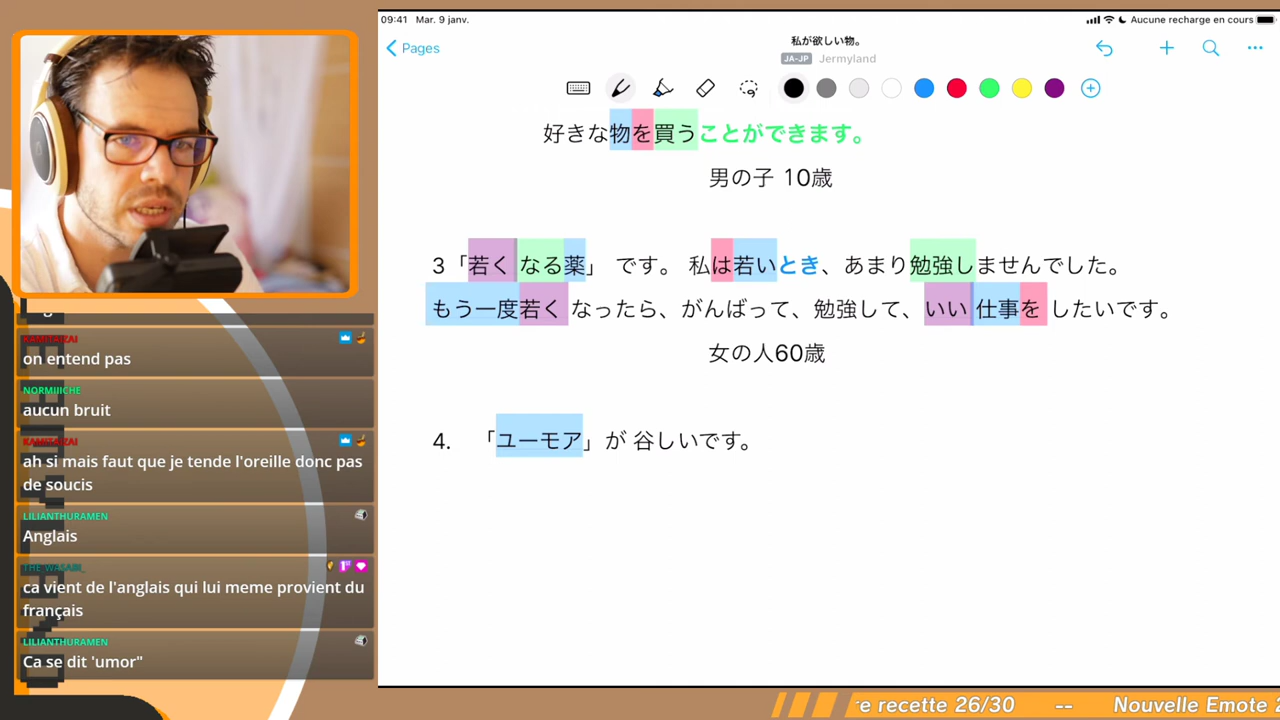 09:41 Mar. 9 janv.
Aucune recharge en cours
Pages
私が欲しい物。
JA-JP Jermyland
好きな物を買うことができます。
男の子 10歳
3「若くなる薬」 です。 私は若いとき、あまり勉強しませんでした。
もう一度若くなったら、がんばって、勉強して、いい仕事をしたいです。
女の人60歳
4. 「ユーモア」が 谷しいです。
KAMITAKAI
on entend pas
NORMIIICHE
aucun bruit
KAMITAKAI
ah si mais faut que je tende l'oreille donc pas
de soucis
LILIANTHURAMEN
Anglais
ca vient de l'anglais qui lui meme provient du
français
LILIANTHURAMEN
Ca se dit 'umor"
e recette 26/30 -- Nouvelle Emote 2